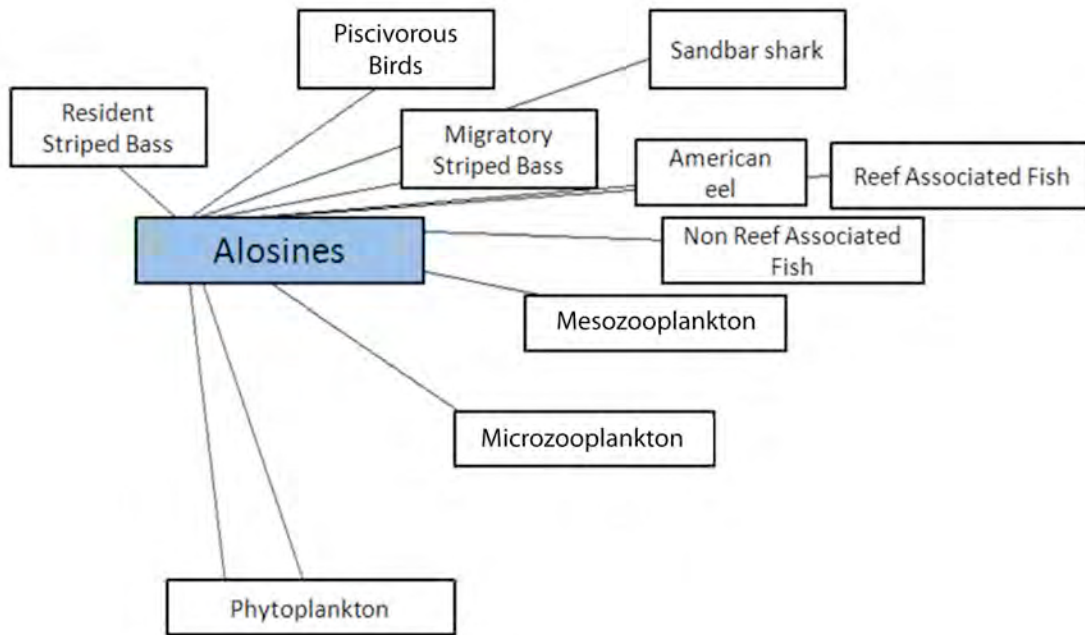 Piscivorous
Birds
Sandbar shark
Resident
Striped Bass
Migratory
Striped Bass
American
eel
Reef Associated Fish
Alosines
Non Reef Associated
Fish
Mesozooplankton
Microzooplankton
Phytoplankton